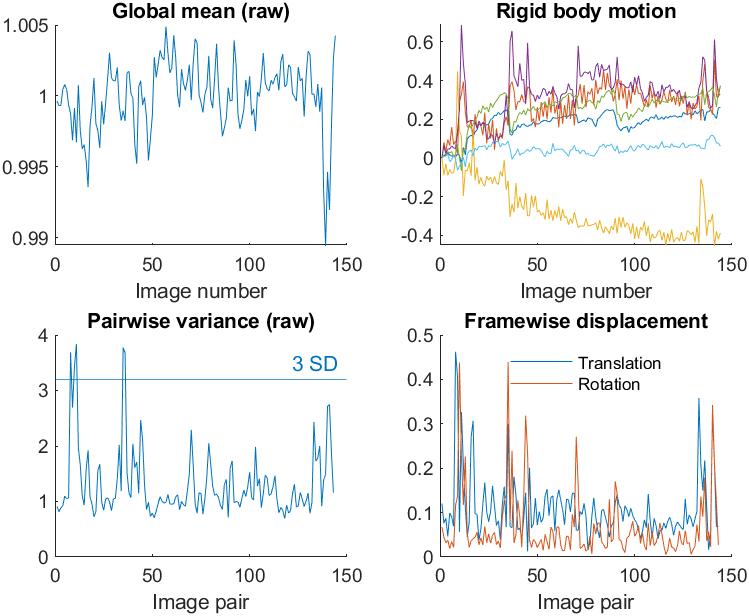 Global mean (raw)
1.005
1
0.995
0.99
0 50 100 150
Image number
Rigid body motion
0.6
0.4
0.2
0
-0.2
-0.4
0 50 100 150
Image number
Pairwise variance (raw)
4
3
2
1
0
3 SD
0 50 100 150
Image pair
Framewise displacement
0.5
0.4
0.3
0.2
0.1
0
Translation
Rotation
0 50 100 150
Image pair